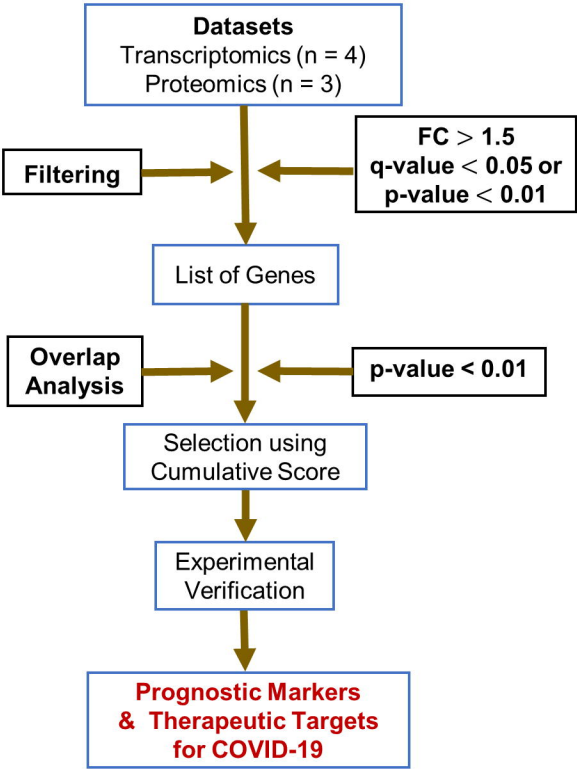 Datasets
Transcriptomics (n = 4)
Proteomics (n = 3)
Filtering
FC > 1.5
q-value < 0.05 or
p-value < 0.01
List of Genes
Overlap
Analysis
p-value < 0.01
Selection using
Cumulative Score
Experimental
Verification
Prognostic Markers
& Therapeutic Targets
for COVID-19